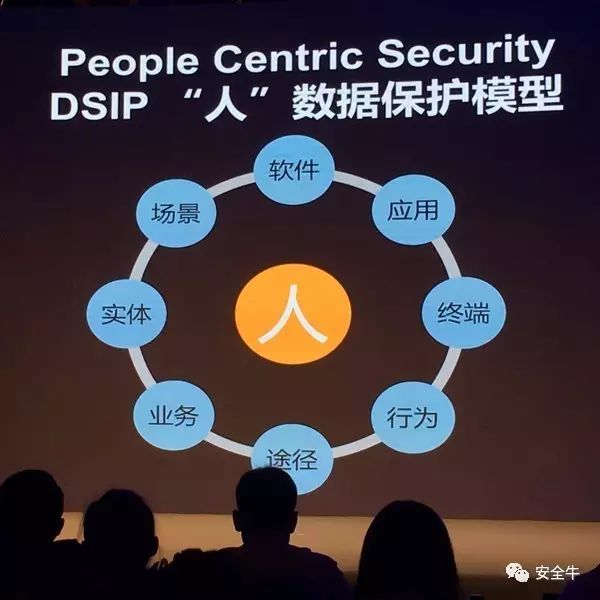 People Centric Security
DSIP “人”数据保护模型
软件
应用
终端
行为
途径
业务
实体
场景
人
安全牛